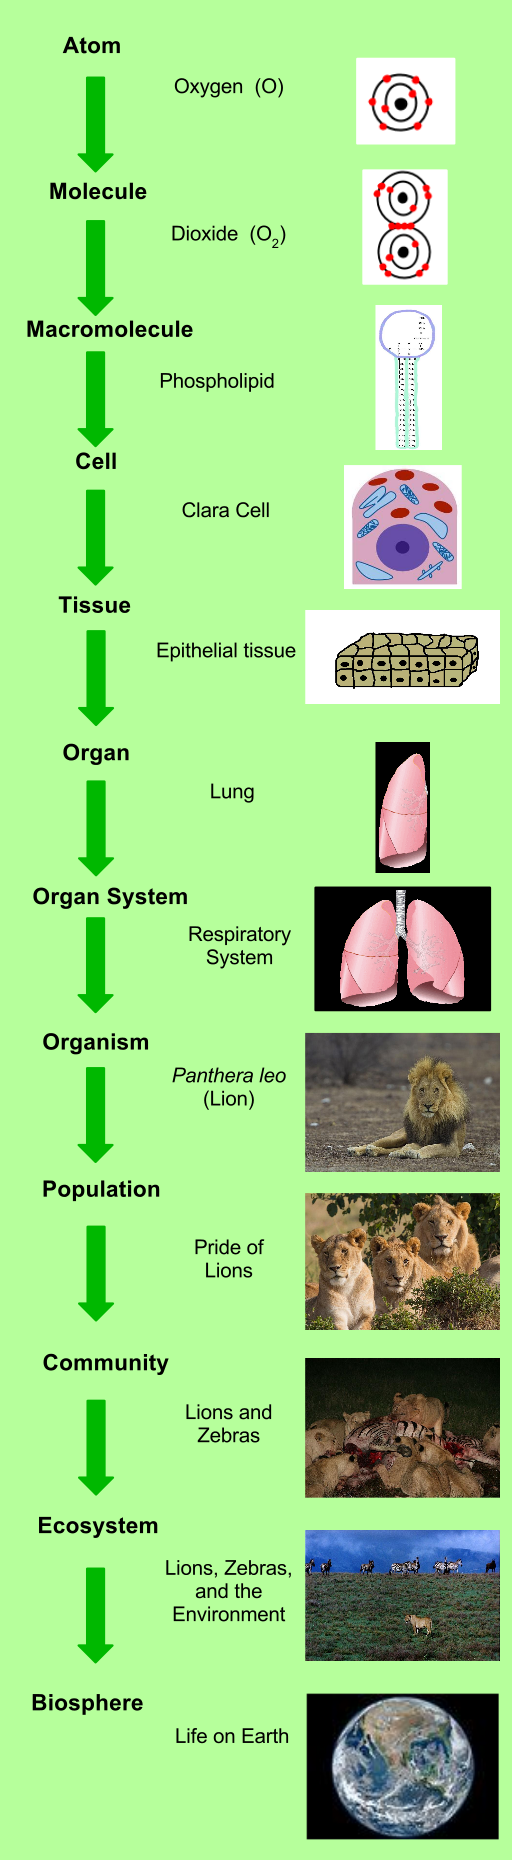 Atom
Oxygen (O)
Molecule
Dioxide (O₂)
Macromolecule
Phospholipid
Cell
Clara Cell
Tissue
Epithelial tissue
Organ
Lung
Organ System
Respiratory
System
Organism
Panthera leo
(Lion)
Population
Pride of
Lions
Community
Lions and
Zebras
Ecosystem
Lions, Zebras,
and the
Environment
Biosphere
Life on Earth